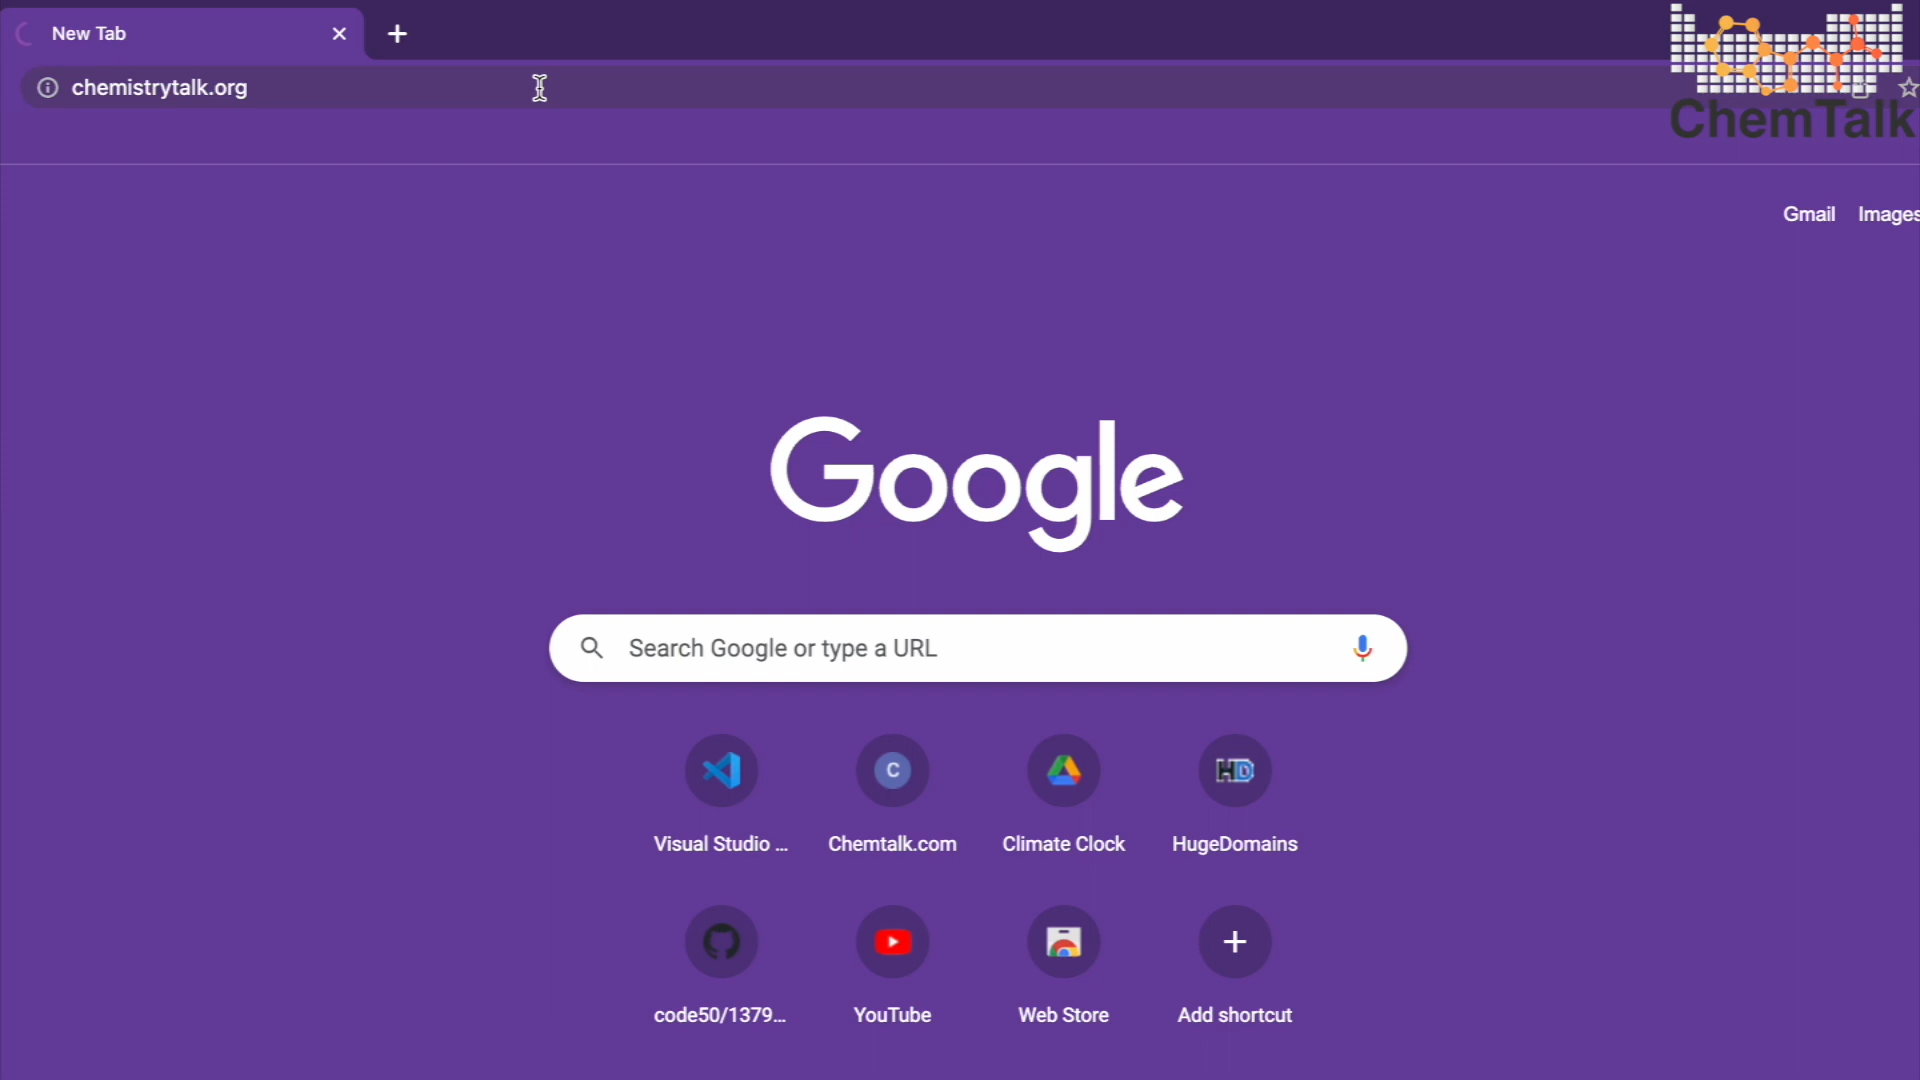 New Tab
chemistrytalk.org
ChemTalk
Gmail Images
Google
Search Google or type a URL
C
HD
Visual Studio ...
Chemtalk.com
Climate Clock
HugeDomains
code50/1379...
YouTube
Web Store
Add shortcut